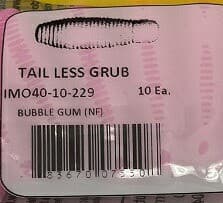 TAIL LESS GRUB
IMO40-10-229 10 Ea.
BUBBLE GUM (NF)